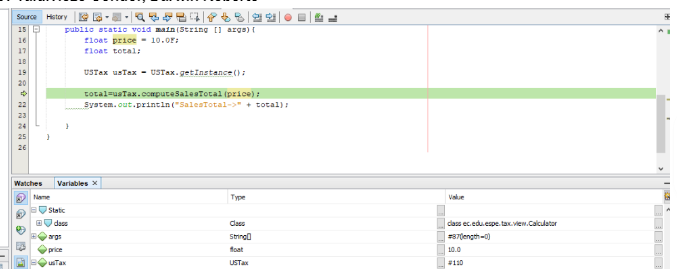 Source History
15 public static void main(String [] args){
16 float price = 10.0F;
17 float total;
18
19 USTax usTax = USTax.getInstance();
20
total=usTax.computeSalesTotal(price);
22 System.out.println("SalesTotal->" + total);
23
24 }
25 }
26
Watches Variables ×
Name Type Value
Static
class Class class ec.edu.espe.tax.view.Calculator
args String[] #87(length=0)
price float 10.0
usTax USTax #110